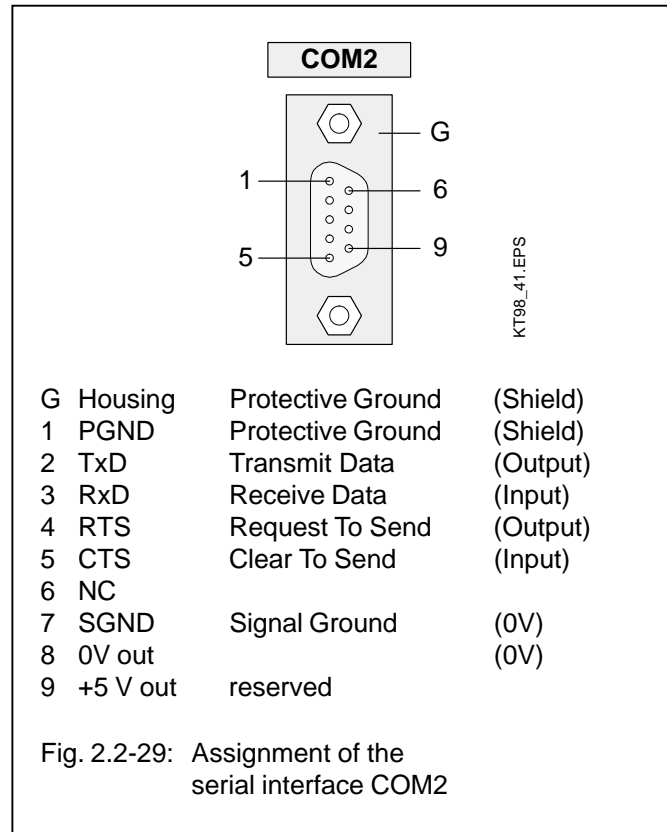 COM2
G
1
6
5
9
KT98_41.EPS
G Housing Protective Ground (Shield)
1 PGND Protective Ground (Shield)
2 TxD Transmit Data (Output)
3 RxD Receive Data (Input)
4 RTS Request To Send (Output)
5 CTS Clear To Send (Input)
6 NC
7 SGND Signal Ground (0V)
8 0V out (0V)
9 +5 V out reserved
Fig. 2.2-29: Assignment of the
serial interface COM2